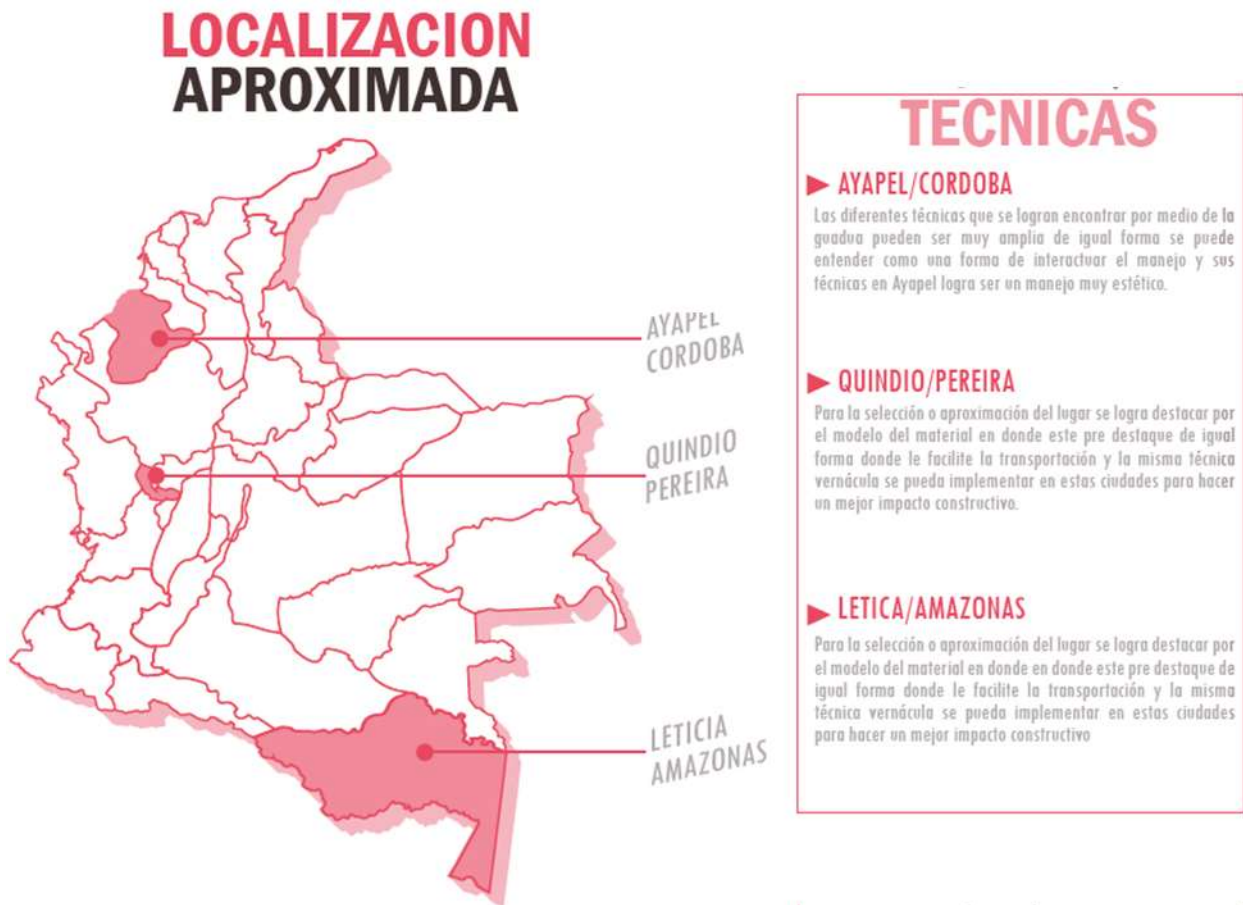 LOCALIZACION
APROXIMADA
AYAPEL
CORDOBA
QUINDIO
PEREIRA
LETICIA
AMAZONAS
TECNICAS
AYAPEL/CORDOBA
Las diferentes técnicas que se logran encontrar por medio de la
guadua pueden ser muy amplia de igual forma se puede
entender como una forma de interactuar el manejo y sus
técnicas en Ayapel logra ser un manejo muy estético.
QUINDIO/PEREIRA
Para la selección o aproximación del lugar se logra destacar por
el modelo del material en donde este pre destaque de igual
forma donde le facilite la transportación y la misma técnica
vernácula se pueda implementar en estas ciudades para hacer
un mejor impacto constructivo.
LETICA/AMAZONAS
Para la selección o aproximación del lugar se logra destacar por
el modelo del material en donde en donde este pre destaque de
igual forma donde le facilite la transportación y la misma
técnica vernácula se pueda implementar en estas ciudades
para hacer un mejor impacto constructivo